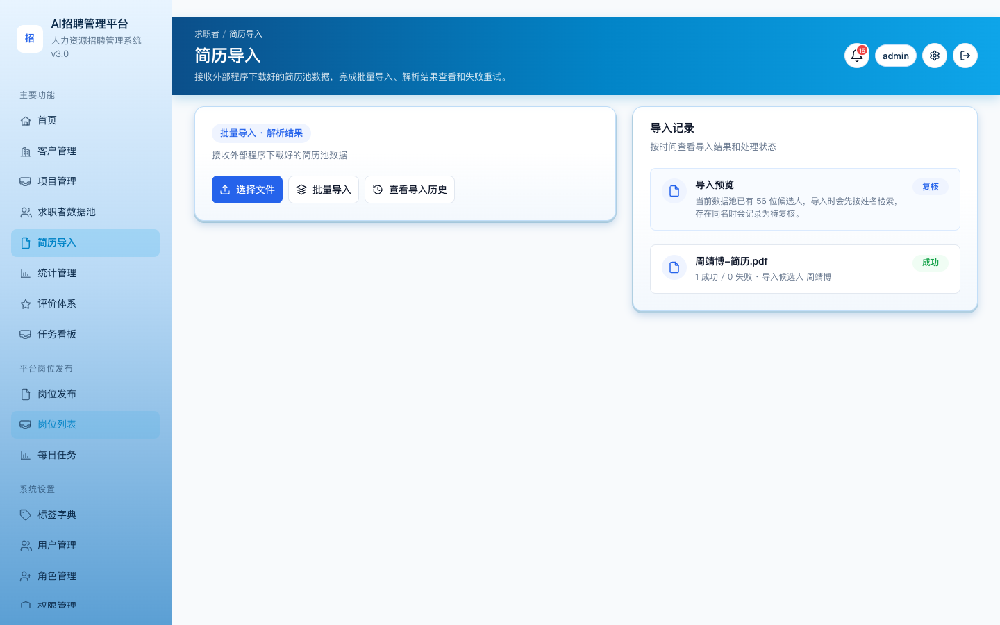 招
AI招聘管理平台
人力资源招聘管理系统
v3.0
主要功能
首页
客户管理
项目管理
求职者数据池
简历导入
统计管理
评价体系
任务看板
平台岗位发布
岗位发布
岗位列表
每日任务
系统设置
标签字典
用户管理
角色管理
权限管理
求职者 / 简历导入
简历导入
接收外部程序下载好的简历池数据，完成批量导入、解析结果查看和失败重试。
15
admin
批量导入 · 解析结果
接收外部程序下载好的简历池数据
选择文件
批量导入
查看导入历史
导入记录
按时间查看导入结果和处理状态
导入预览
复核
当前数据池已有 56 位候选人，导入时会先按姓名检索，
存在同名时会记录为待复核。
周靖博-简历.pdf
成功
1 成功 / 0 失败 · 导入候选人 周靖博